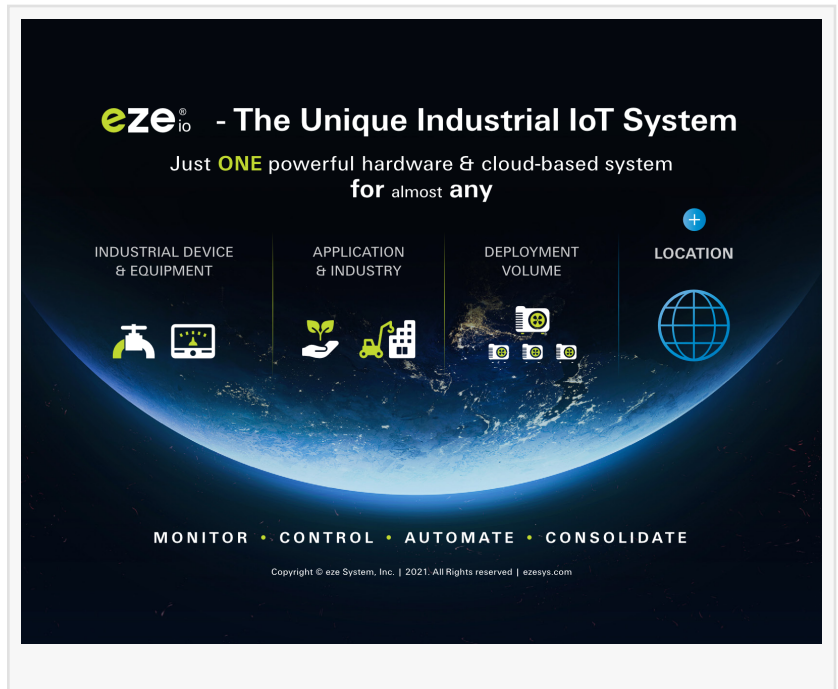 eze io ® - The Unique Industrial IoT System
Just ONE powerful hardware & cloud-based system
for almost any
INDUSTRIAL DEVICE
& EQUIPMENT
APPLICATION
& INDUSTRY
DEPLOYMENT
VOLUME
+
LOCATION
MONITOR • CONTROL • AUTOMATE • CONSOLIDATE
Copyright © eze System, Inc. | 2021. All Rights reserved | ezesys.com